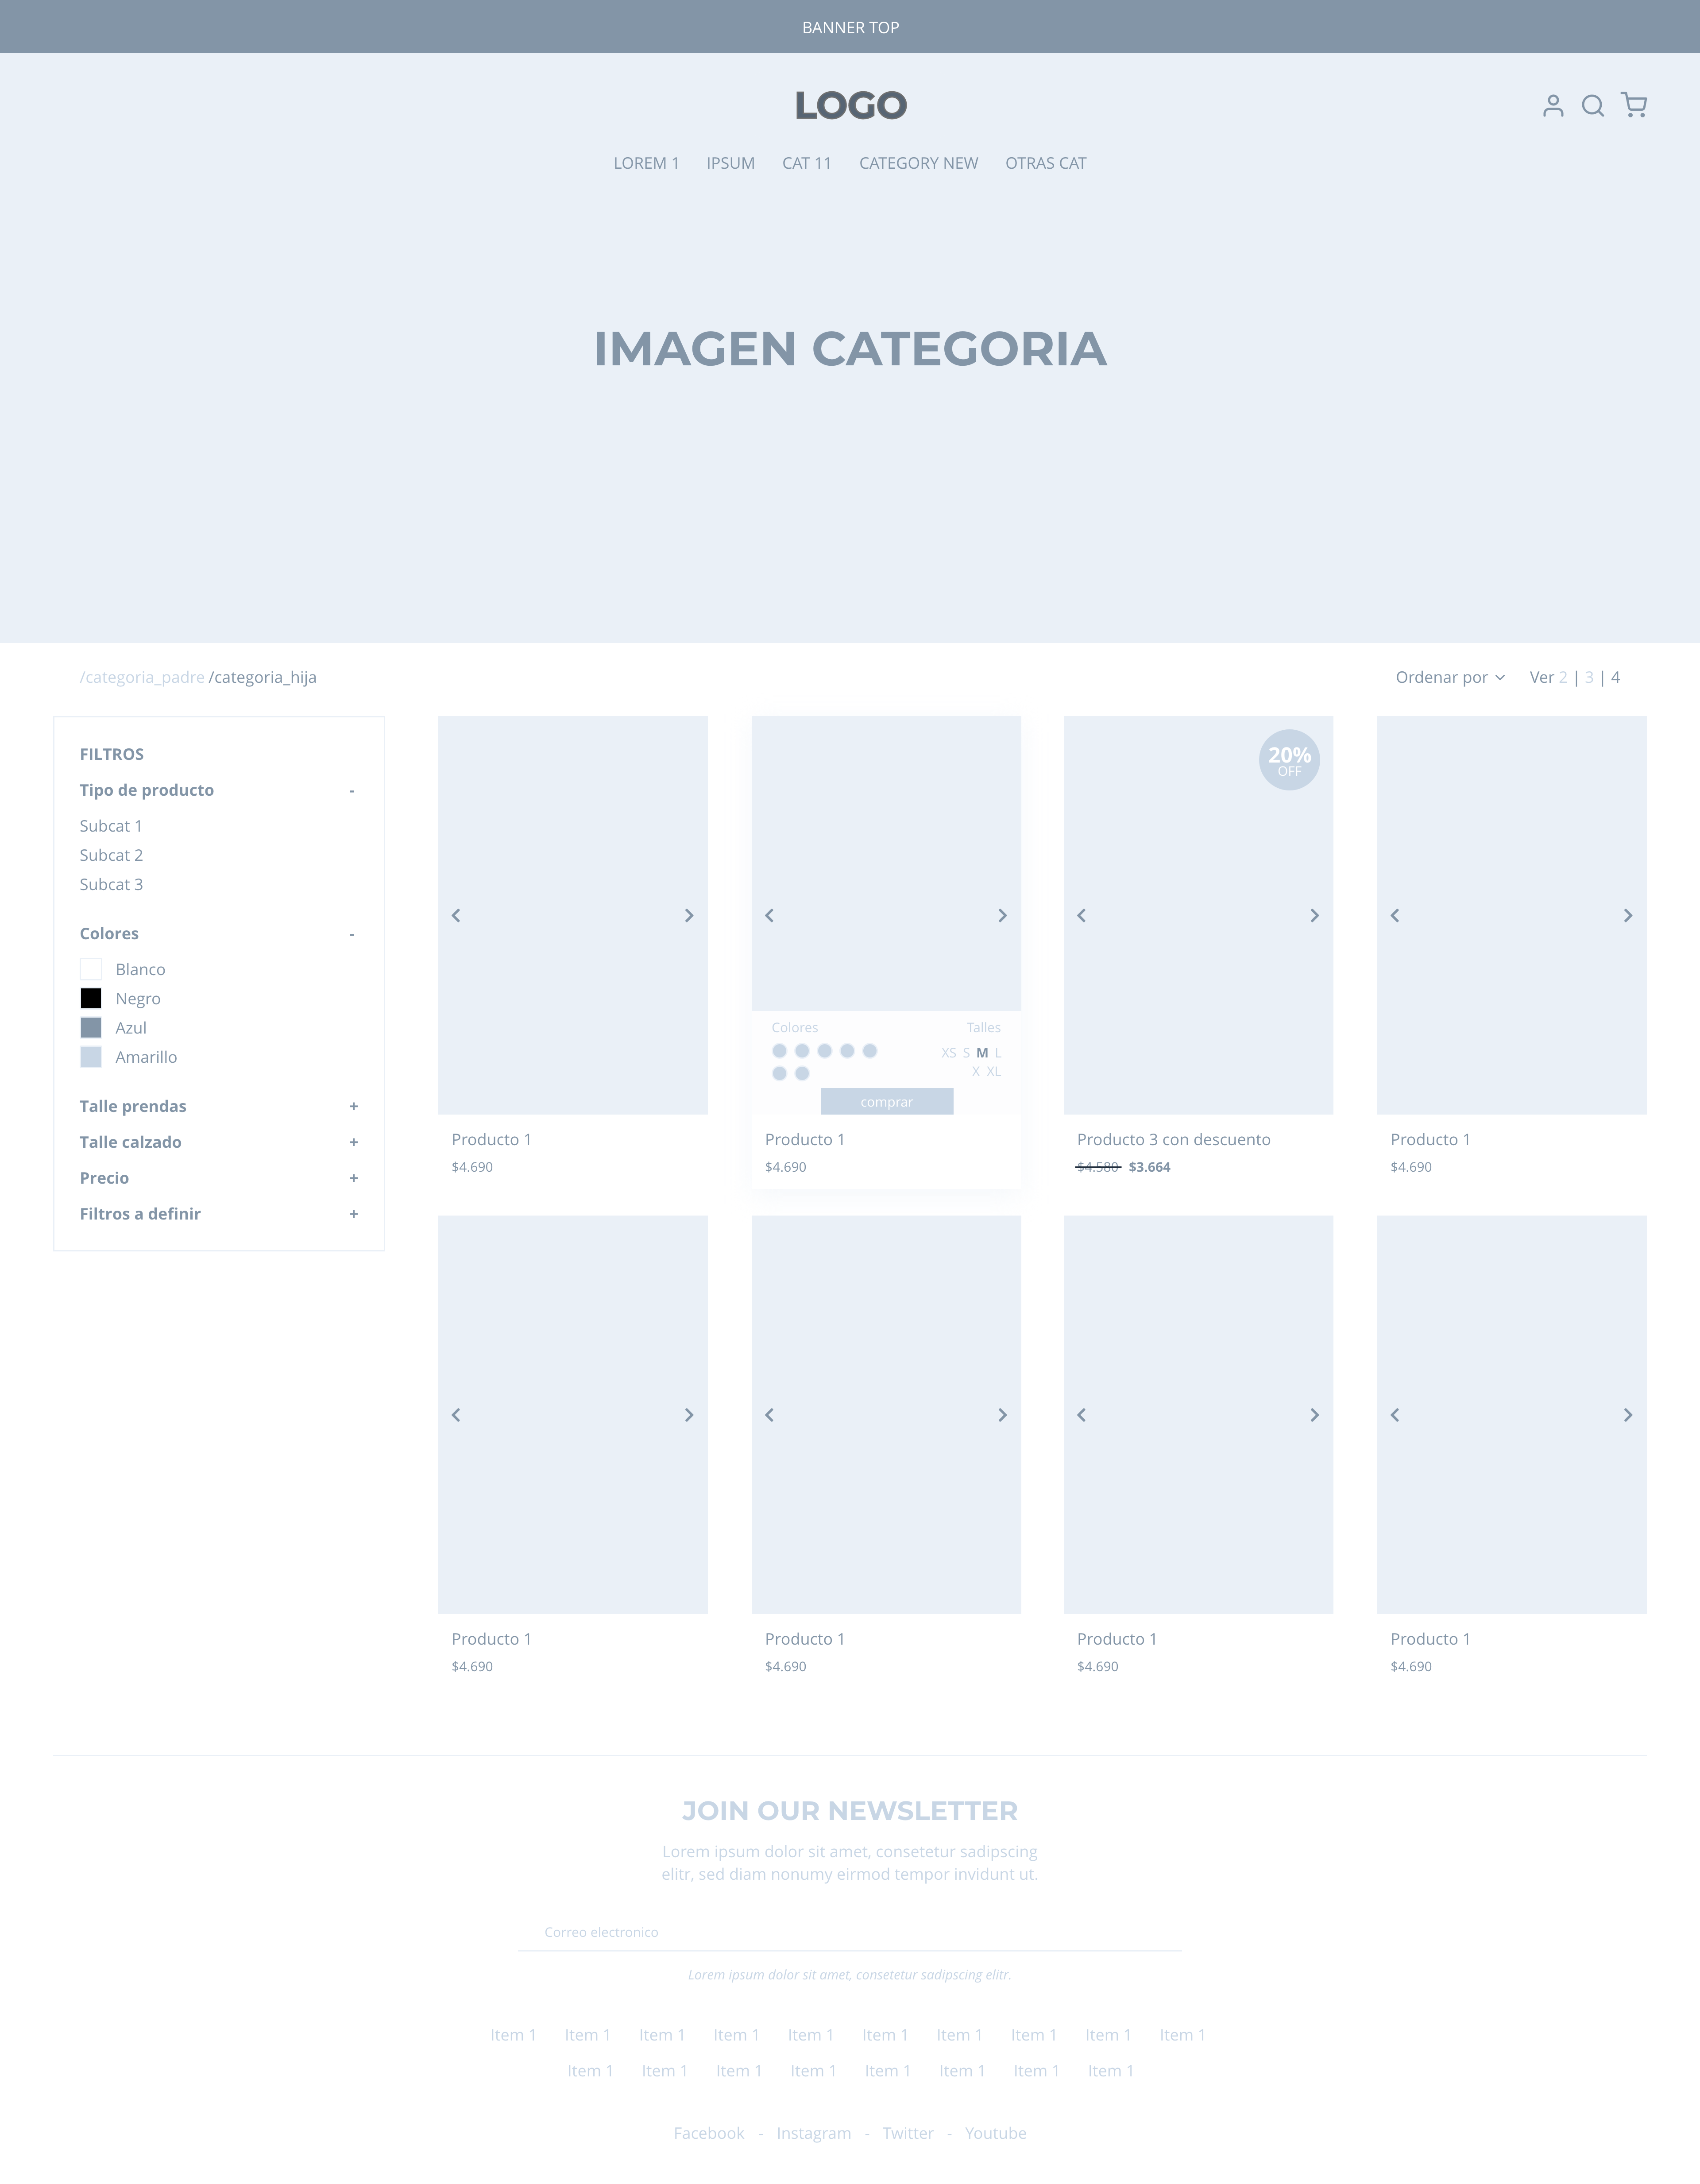 BANNER TOP
LOGO
LOREM 1 IPSUM CAT 11 CATEGORY NEW OTRAS CAT
IMAGEN CATEGORIA
/categoria_padre /categoria_hija
Ordenar por Ver 2 | 3 | 4
FILTROS
Tipo de producto -
Subcat 1
Subcat 2
Subcat 3
Colores -
Blanco
Negro
Azul
Amarillo
Talle prendas +
Talle calzado +
Precio +
Filtros a definir +
20%
OFF
Colores Talles
XS S M L
X XL
comprar
Producto 1 Producto 1 Producto 3 con descuento Producto 1
$4.690 $4.690 $4.580 $3.664 $4.690
Producto 1 Producto 1 Producto 1 Producto 1
$4.690 $4.690 $4.690 $4.690
JOIN OUR NEWSLETTER
Lorem ipsum dolor sit amet, consetetur sadipscing
elitr, sed diam nonumy eirmod tempor invidunt ut.
Correo electronico
Lorem ipsum dolor sit amet, consetetur sadipscing elitr.
Item 1 Item 1 Item 1 Item 1 Item 1 Item 1 Item 1 Item 1 Item 1 Item 1
Item 1 Item 1 Item 1 Item 1 Item 1 Item 1 Item 1 Item 1
Facebook - Instagram - Twitter - Youtube